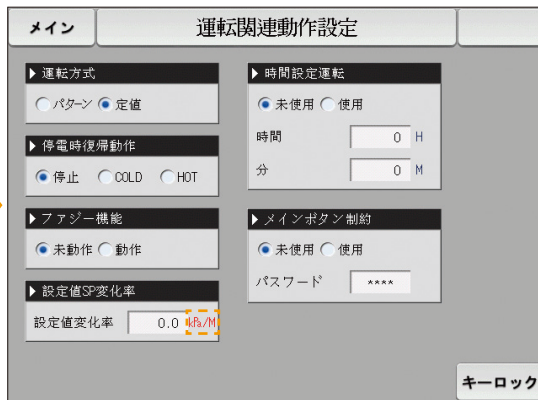 メイン
運転関連動作設定
▶ 運転方式
パターン 定値
▶ 停電時復帰動作
停止 COLD HOT
▶ ファジー機能
未動作 動作
▶ 設定値SP変化率
設定値変化率 0.0 kPa/M
▶ 時間設定運転
未使用 使用
時間 0 H
分 0 M
▶ メインボタン制約
未使用 使用
パスワード ****
キーロック